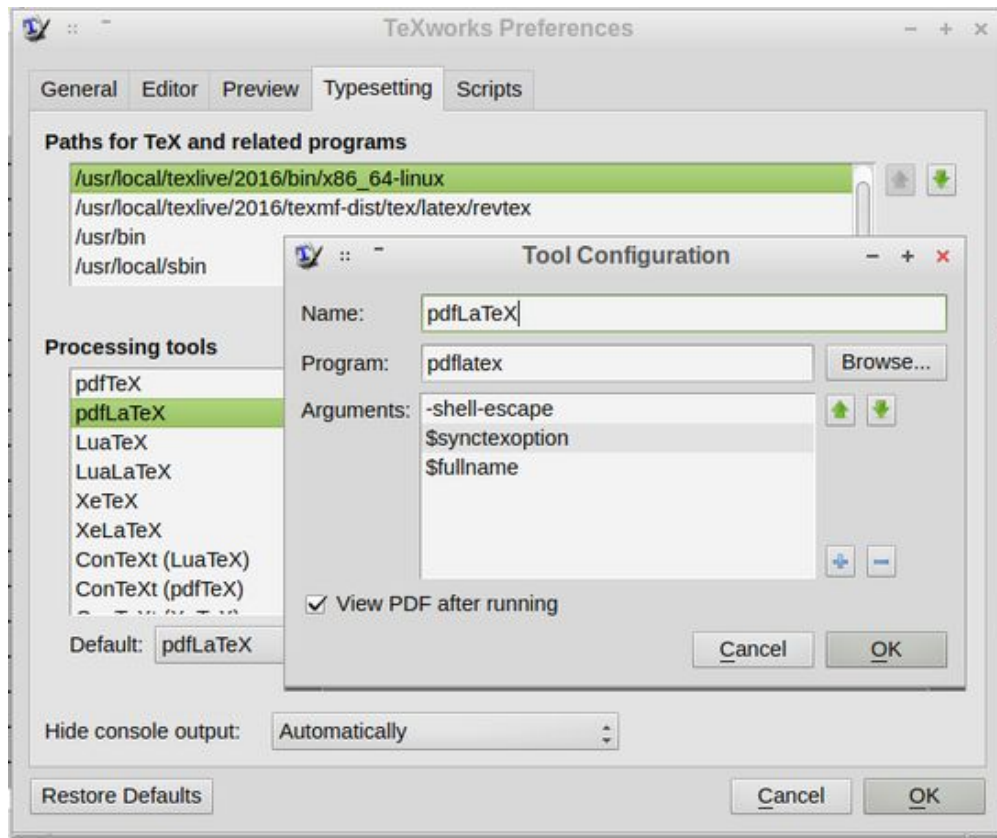 TeXworks Preferences
General Editor Preview Typesetting Scripts
Paths for TeX and related programs
/usr/local/texlive/2016/bin/x86_64-linux
/usr/local/texlive/2016/texmf-dist/tex/latex/revtex
/usr/bin
/usr/local/sbin
Tool Configuration
Name: pdfLaTeX
Program: pdflatex Browse...
Arguments: -shell-escape
$synctexoption
$fullname
View PDF after running
Cancel OK
Processing tools
pdfTeX
pdfLaTeX
LuaTeX
LuaLaTeX
XeTeX
XeLaTeX
ConTeXt (LuaTeX)
ConTeXt (pdfTeX)
Default: pdfLaTeX
Hide console output: Automatically
Restore Defaults Cancel OK